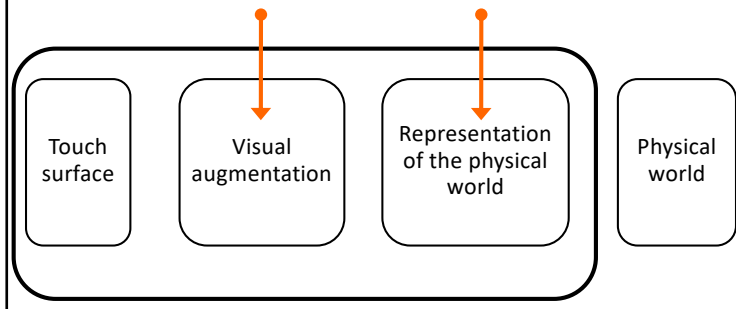 Touch
surface
Visual
augmentation
Representation
of the physical
world
Physical
world